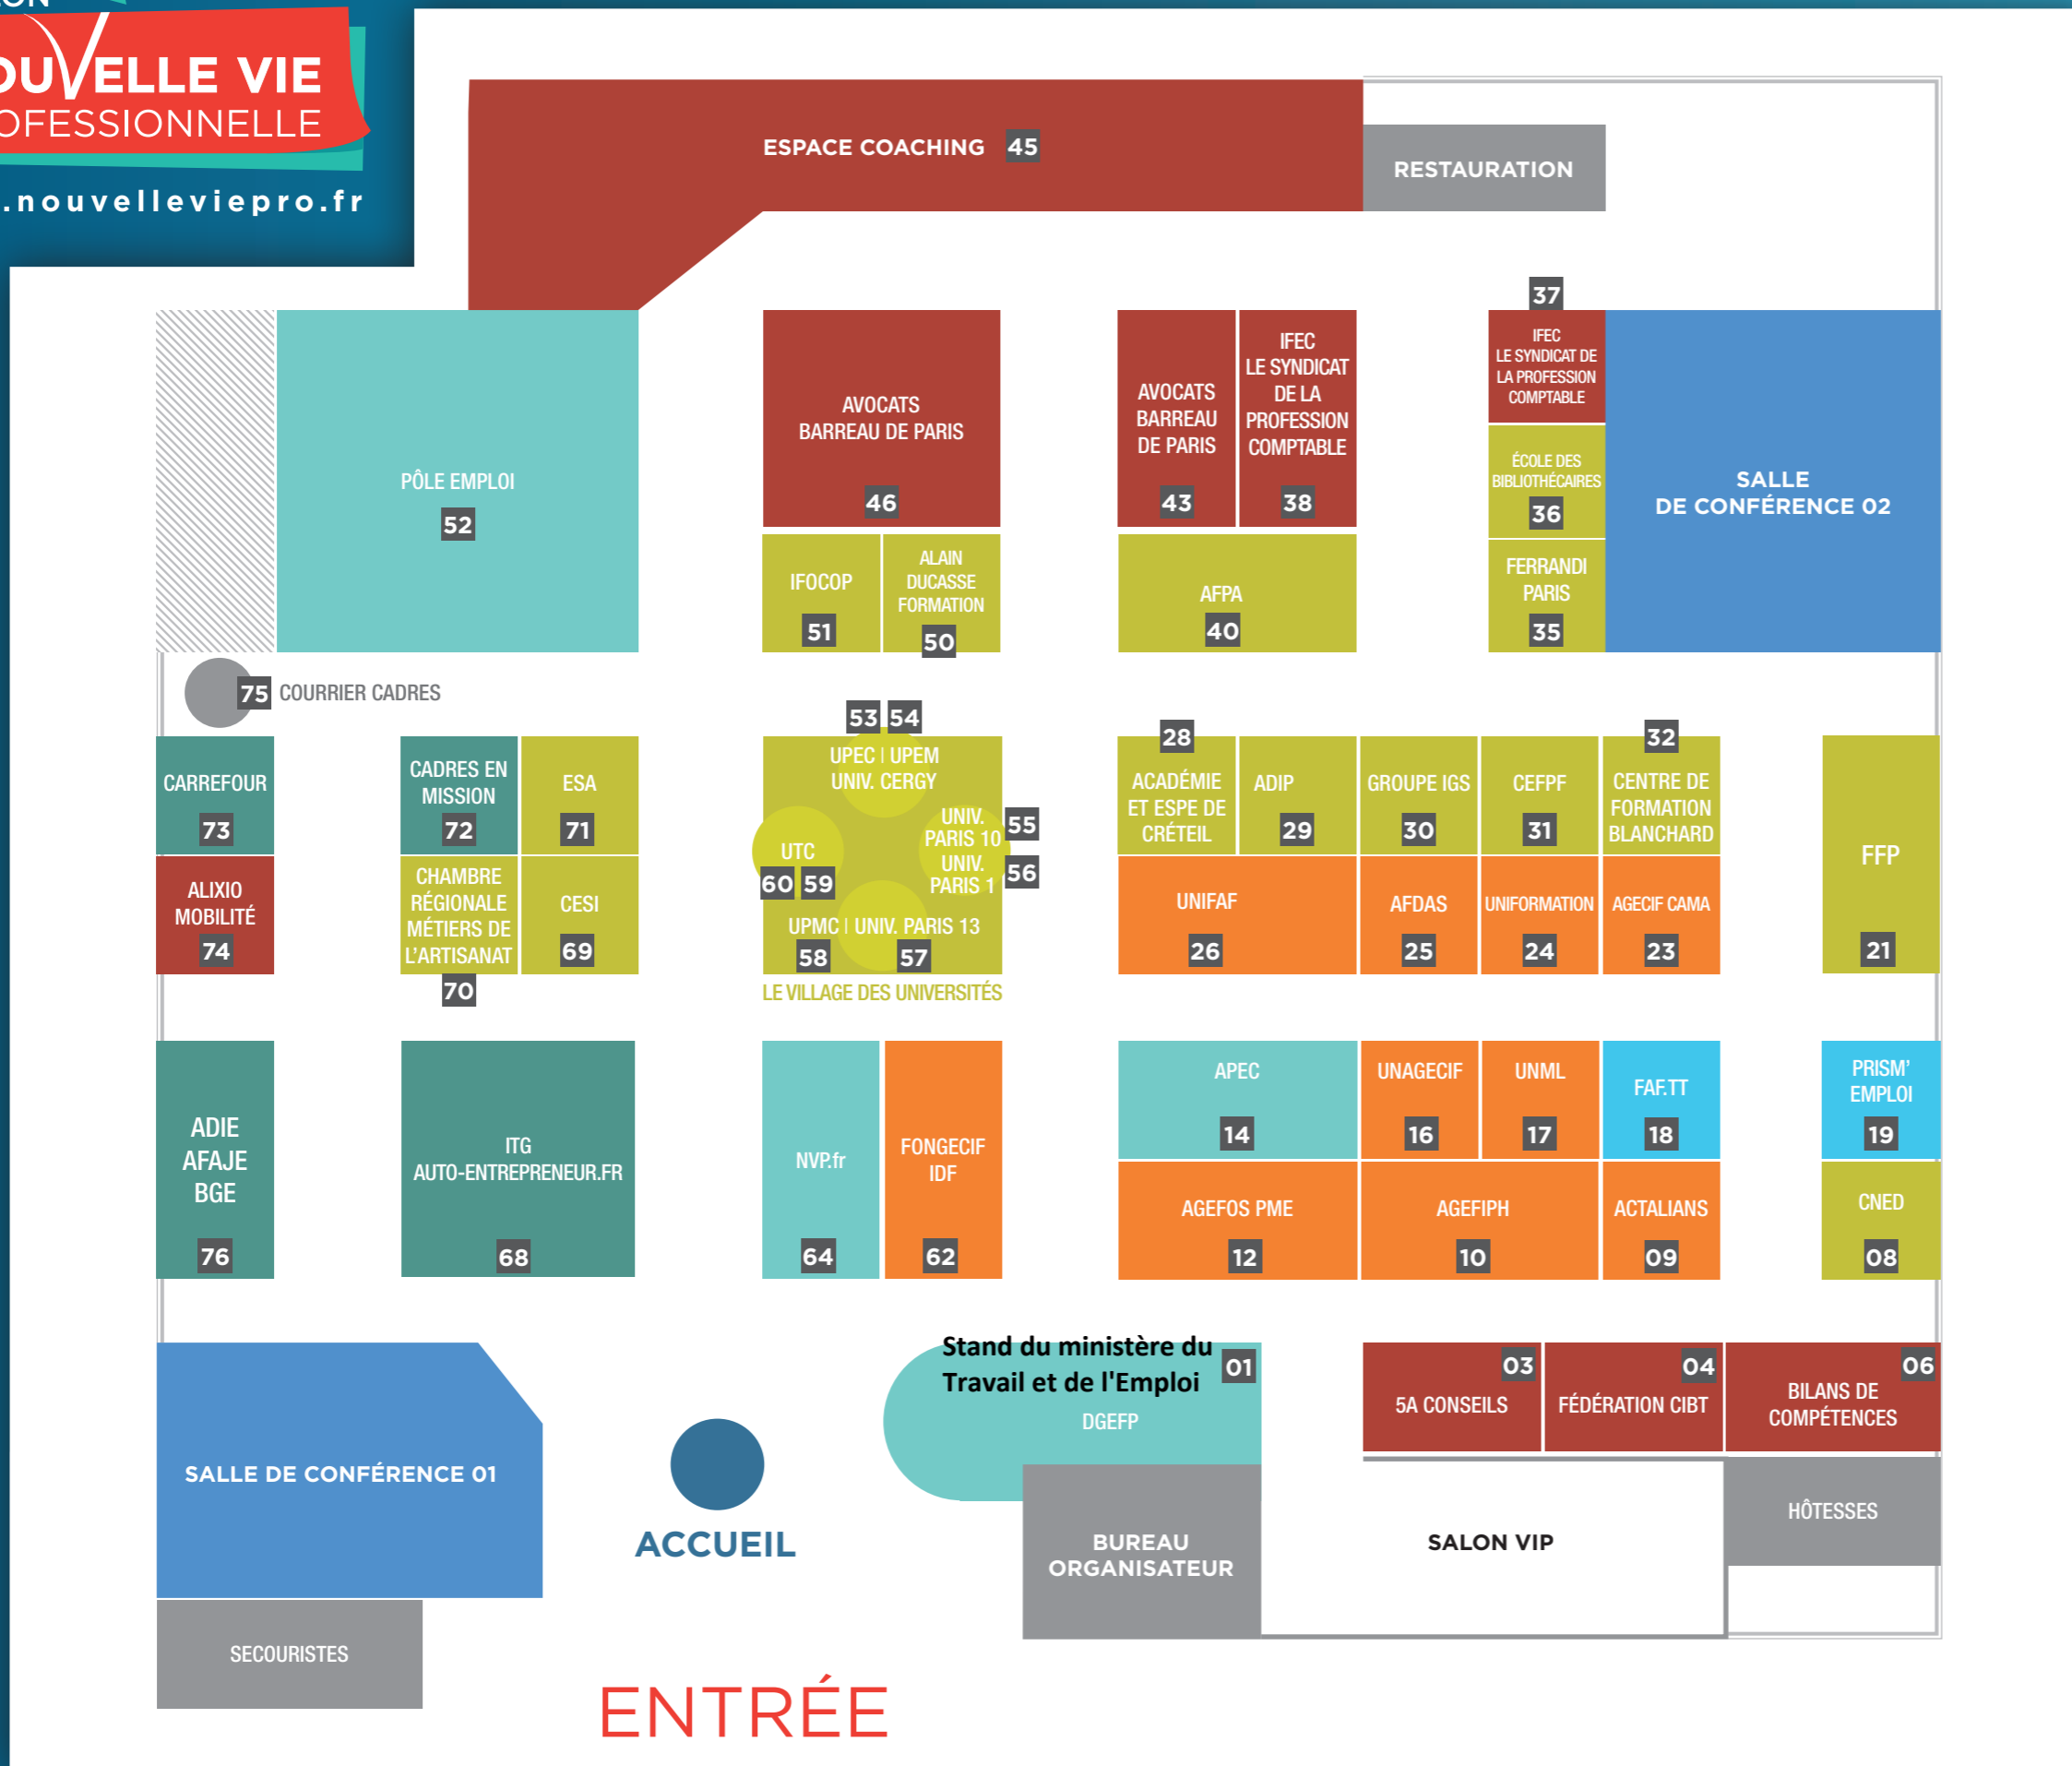 OUVELLE VIE
OFESSIONNELLE
.nouvelleviepro.fr
ESPACE COACHING 45
RESTAURATION
PÔLE EMPLOI
52
AVOCATS
BARREAU DE PARIS
46
AVOCATS
BARREAU
DE PARIS
43
IFEC
LE SYNDICAT
DE LA
PROFESSION
COMPTABLE
38
37
IFEC
LE SYNDICAT DE
LA PROFESSION
COMPTABLE
ÉCOLE DES
BIBLIOTHÉCAIRES
36
FERRANDI
PARIS
35
SALLE
DE CONFÉRENCE 02
IFOCOP
51
ALAIN
DUCASSE
FORMATION
50
AFPA
40
75 COURRIER CADRES
CARREFOUR
73
ALIXIO
MOBILITÉ
74
CADRES EN
MISSION
72
ESA
71
CHAMBRE
RÉGIONALE
MÉTIERS DE
L'ARTISANAT
70
CESI
69
53 54
UPEC | UPEM
UNIV. CERGY
UNIV.
PARIS 10
55
UNIV.
PARIS 1
56
UTC
60 59
UPMC | UNIV. PARIS 13
58 57
LE VILLAGE DES UNIVERSITÉS
28
ACADÉMIE
ET ESPE DE
CRÉTEIL
ADIP
29
GROUPE IGS
30
CEFPF
31
32
CENTRE DE
FORMATION
BLANCHARD
UNIFAF
26
AFDAS
25
UNIFORMATION
24
AGECIF CAMA
23
FFP
21
ADIE
AFAJE
BGE
76
ITG
AUTO-ENTREPRENEUR.FR
68
NVP.fr
64
FONGECIF
IDF
62
APEC
14
UNAGECIF
16
UNML
17
FAF.TT
18
PRISM'
EMPLOI
19
AGEFOS PME
12
AGEFIPH
10
ACTALIANS
09
CNED
08
SALLE DE CONFÉRENCE 01
ACCUEIL
Stand du ministère du
Travail et de l'Emploi
01
DGEFP
BUREAU
ORGANISATEUR
03
5A CONSEILS
04
FÉDÉRATION CIBT
06
BILANS DE
COMPÉTENCES
SALON VIP
HÔTESSES
SECOURISTES
ENTRÉE